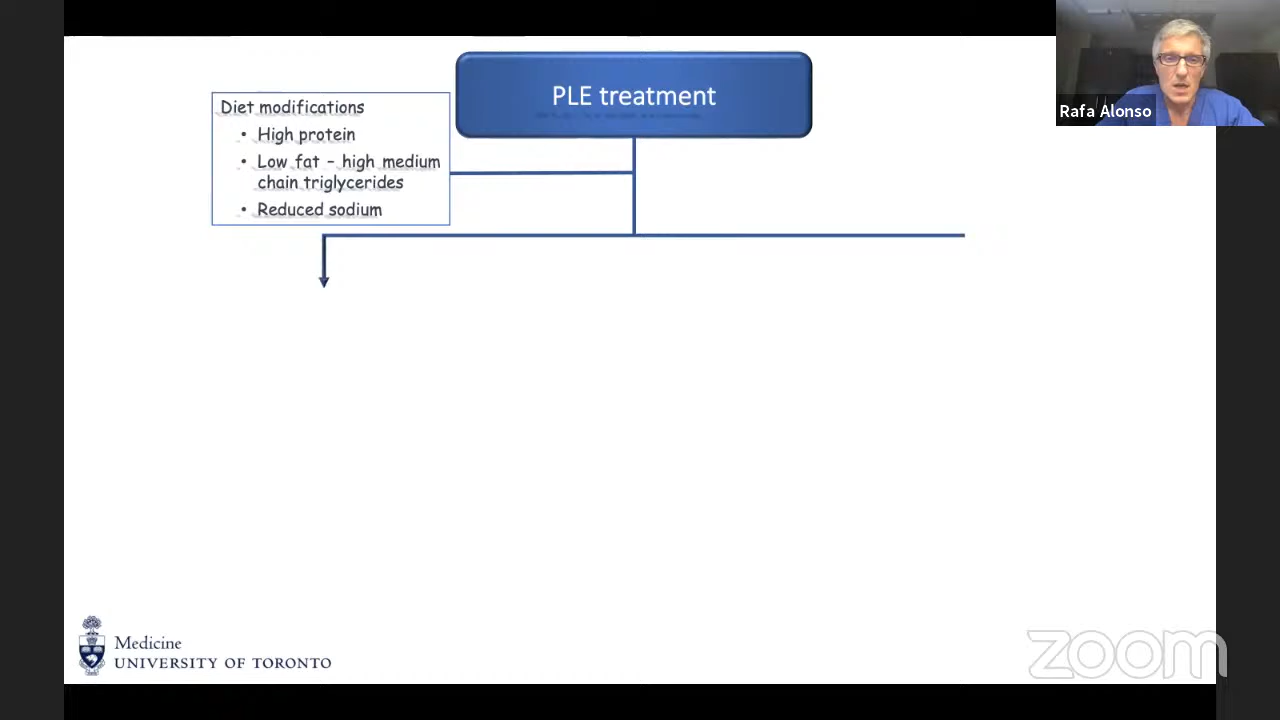 PLE treatment
Rafa Alonso
Diet modifications
• High protein
• Low fat – high medium
chain triglycerides
• Reduced sodium
Medicine
UNIVERSITY OF TORONTO
zoom